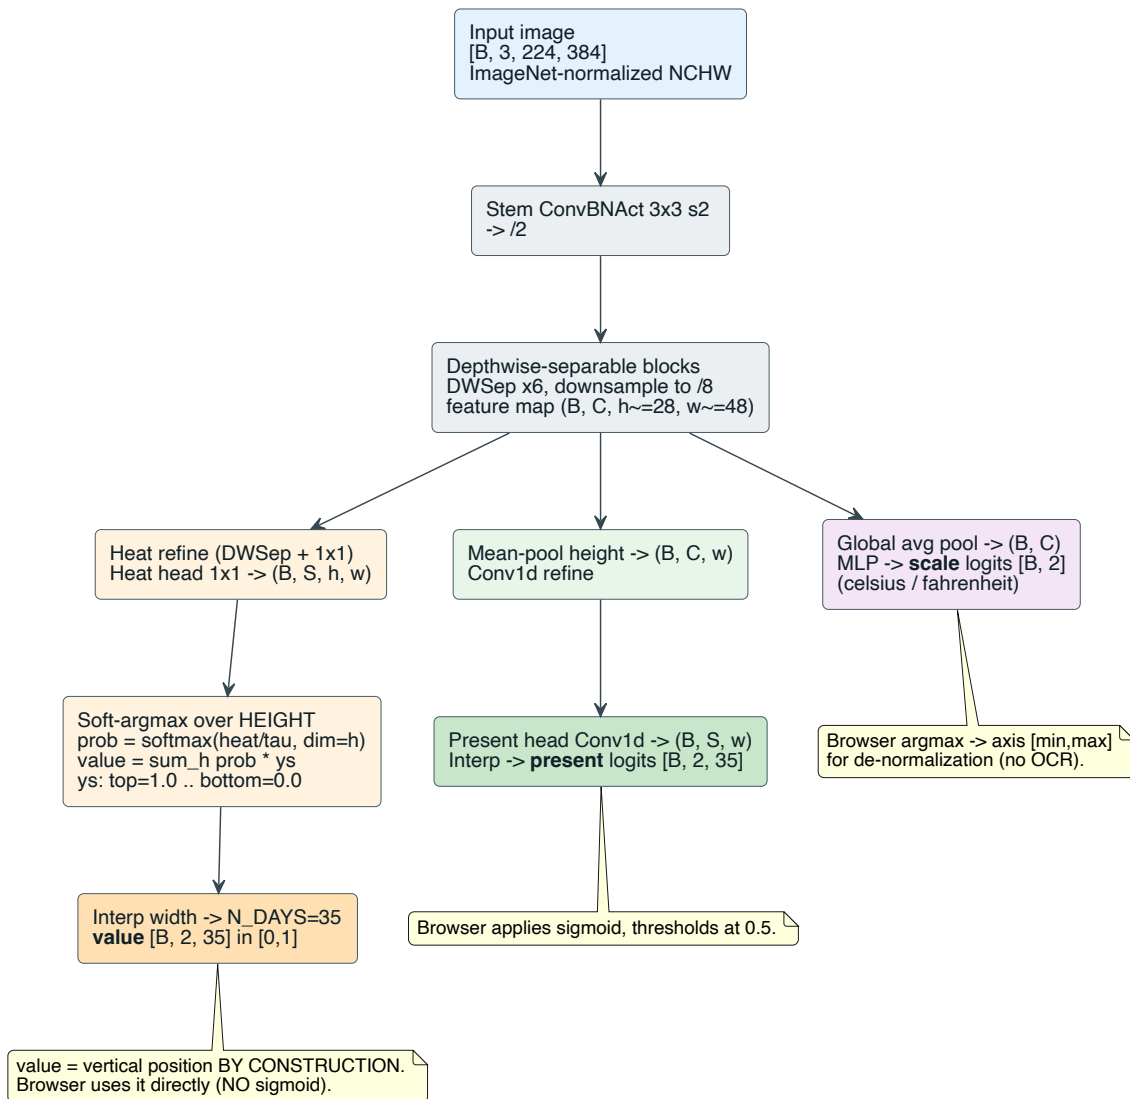 Input image
[B, 3, 224, 384]
ImageNet-normalized NCHW
Stem ConvBNAct 3x3 s2
-> /2
Depthwise-separable blocks
DWSep x6, downsample to /8
feature map (B, C, h~=28, w~=48)
Heat refine (DWSep + 1x1)
Heat head 1x1 -> (B, S, h, w)
Mean-pool height -> (B, C, w)
Conv1d refine
Global avg pool -> (B, C)
MLP -> scale logits [B, 2]
(celsius / fahrenheit)
Soft-argmax over HEIGHT
prob = softmax(heat/tau, dim=h)
value = sum_h prob * ys
ys: top=1.0 .. bottom=0.0
Present head Conv1d -> (B, S, w)
Interp -> present logits [B, 2, 35]
Browser argmax -> axis [min,max]
for de-normalization (no OCR).
Interp width -> N_DAYS=35
value [B, 2, 35] in [0,1]
Browser applies sigmoid, thresholds at 0.5.
value = vertical position BY CONSTRUCTION.
Browser uses it directly (NO sigmoid).